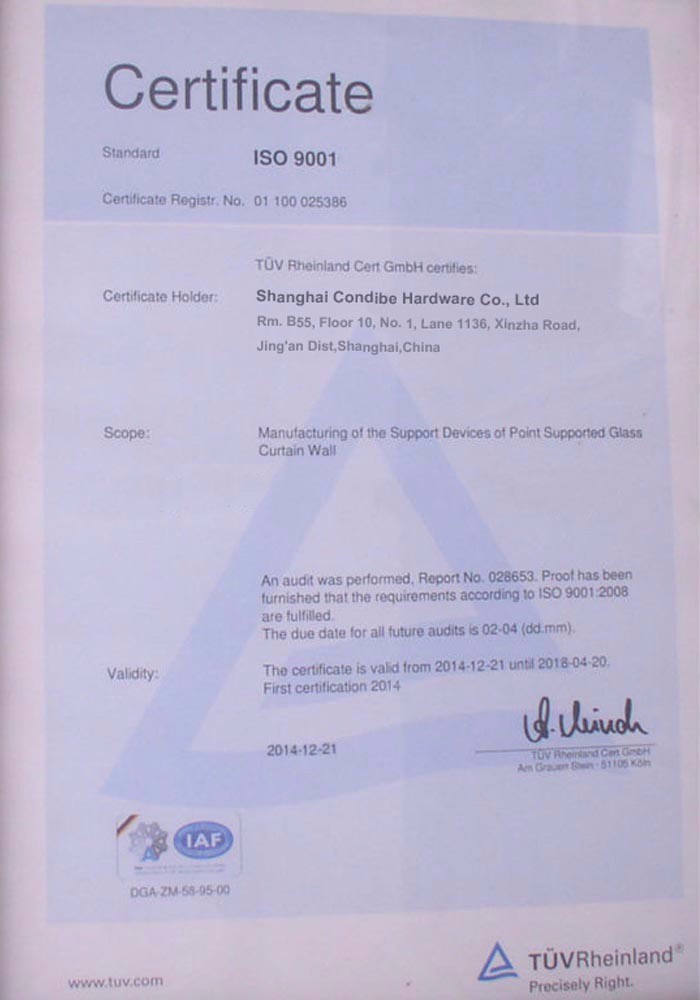 Certificate
Standard ISO 9001
Certificate Registr. No. 01 100 025386
TÜV Rheinland Cert GmbH certifies:
Certificate Holder: Shanghai Condibe Hardware Co., Ltd
Rm. B55, Floor 10, No. 1, Lane 1136, Xinzha Road,
Jing'an Dist,Shanghai,China
Scope: Manufacturing of the Support Devices of Point Supported Glass
Curtain Wall
An audit was performed, Report No. 028653. Proof has been
furnished that the requirements according to ISO 9001:2008
are fulfilled.
The due date for all future audits is 02-04 (dd.mm).
Validity: The certificate is valid from 2014-12-21 until 2018-04-20.
First certification 2014
2014-12-21
TÜV Rheinland Cert GmbH
Am Grauen Stein · 51105 Köln
IAF
DGA-ZM-58-95-00
www.tuv.com
TÜVRheinland®
Precisely Right.